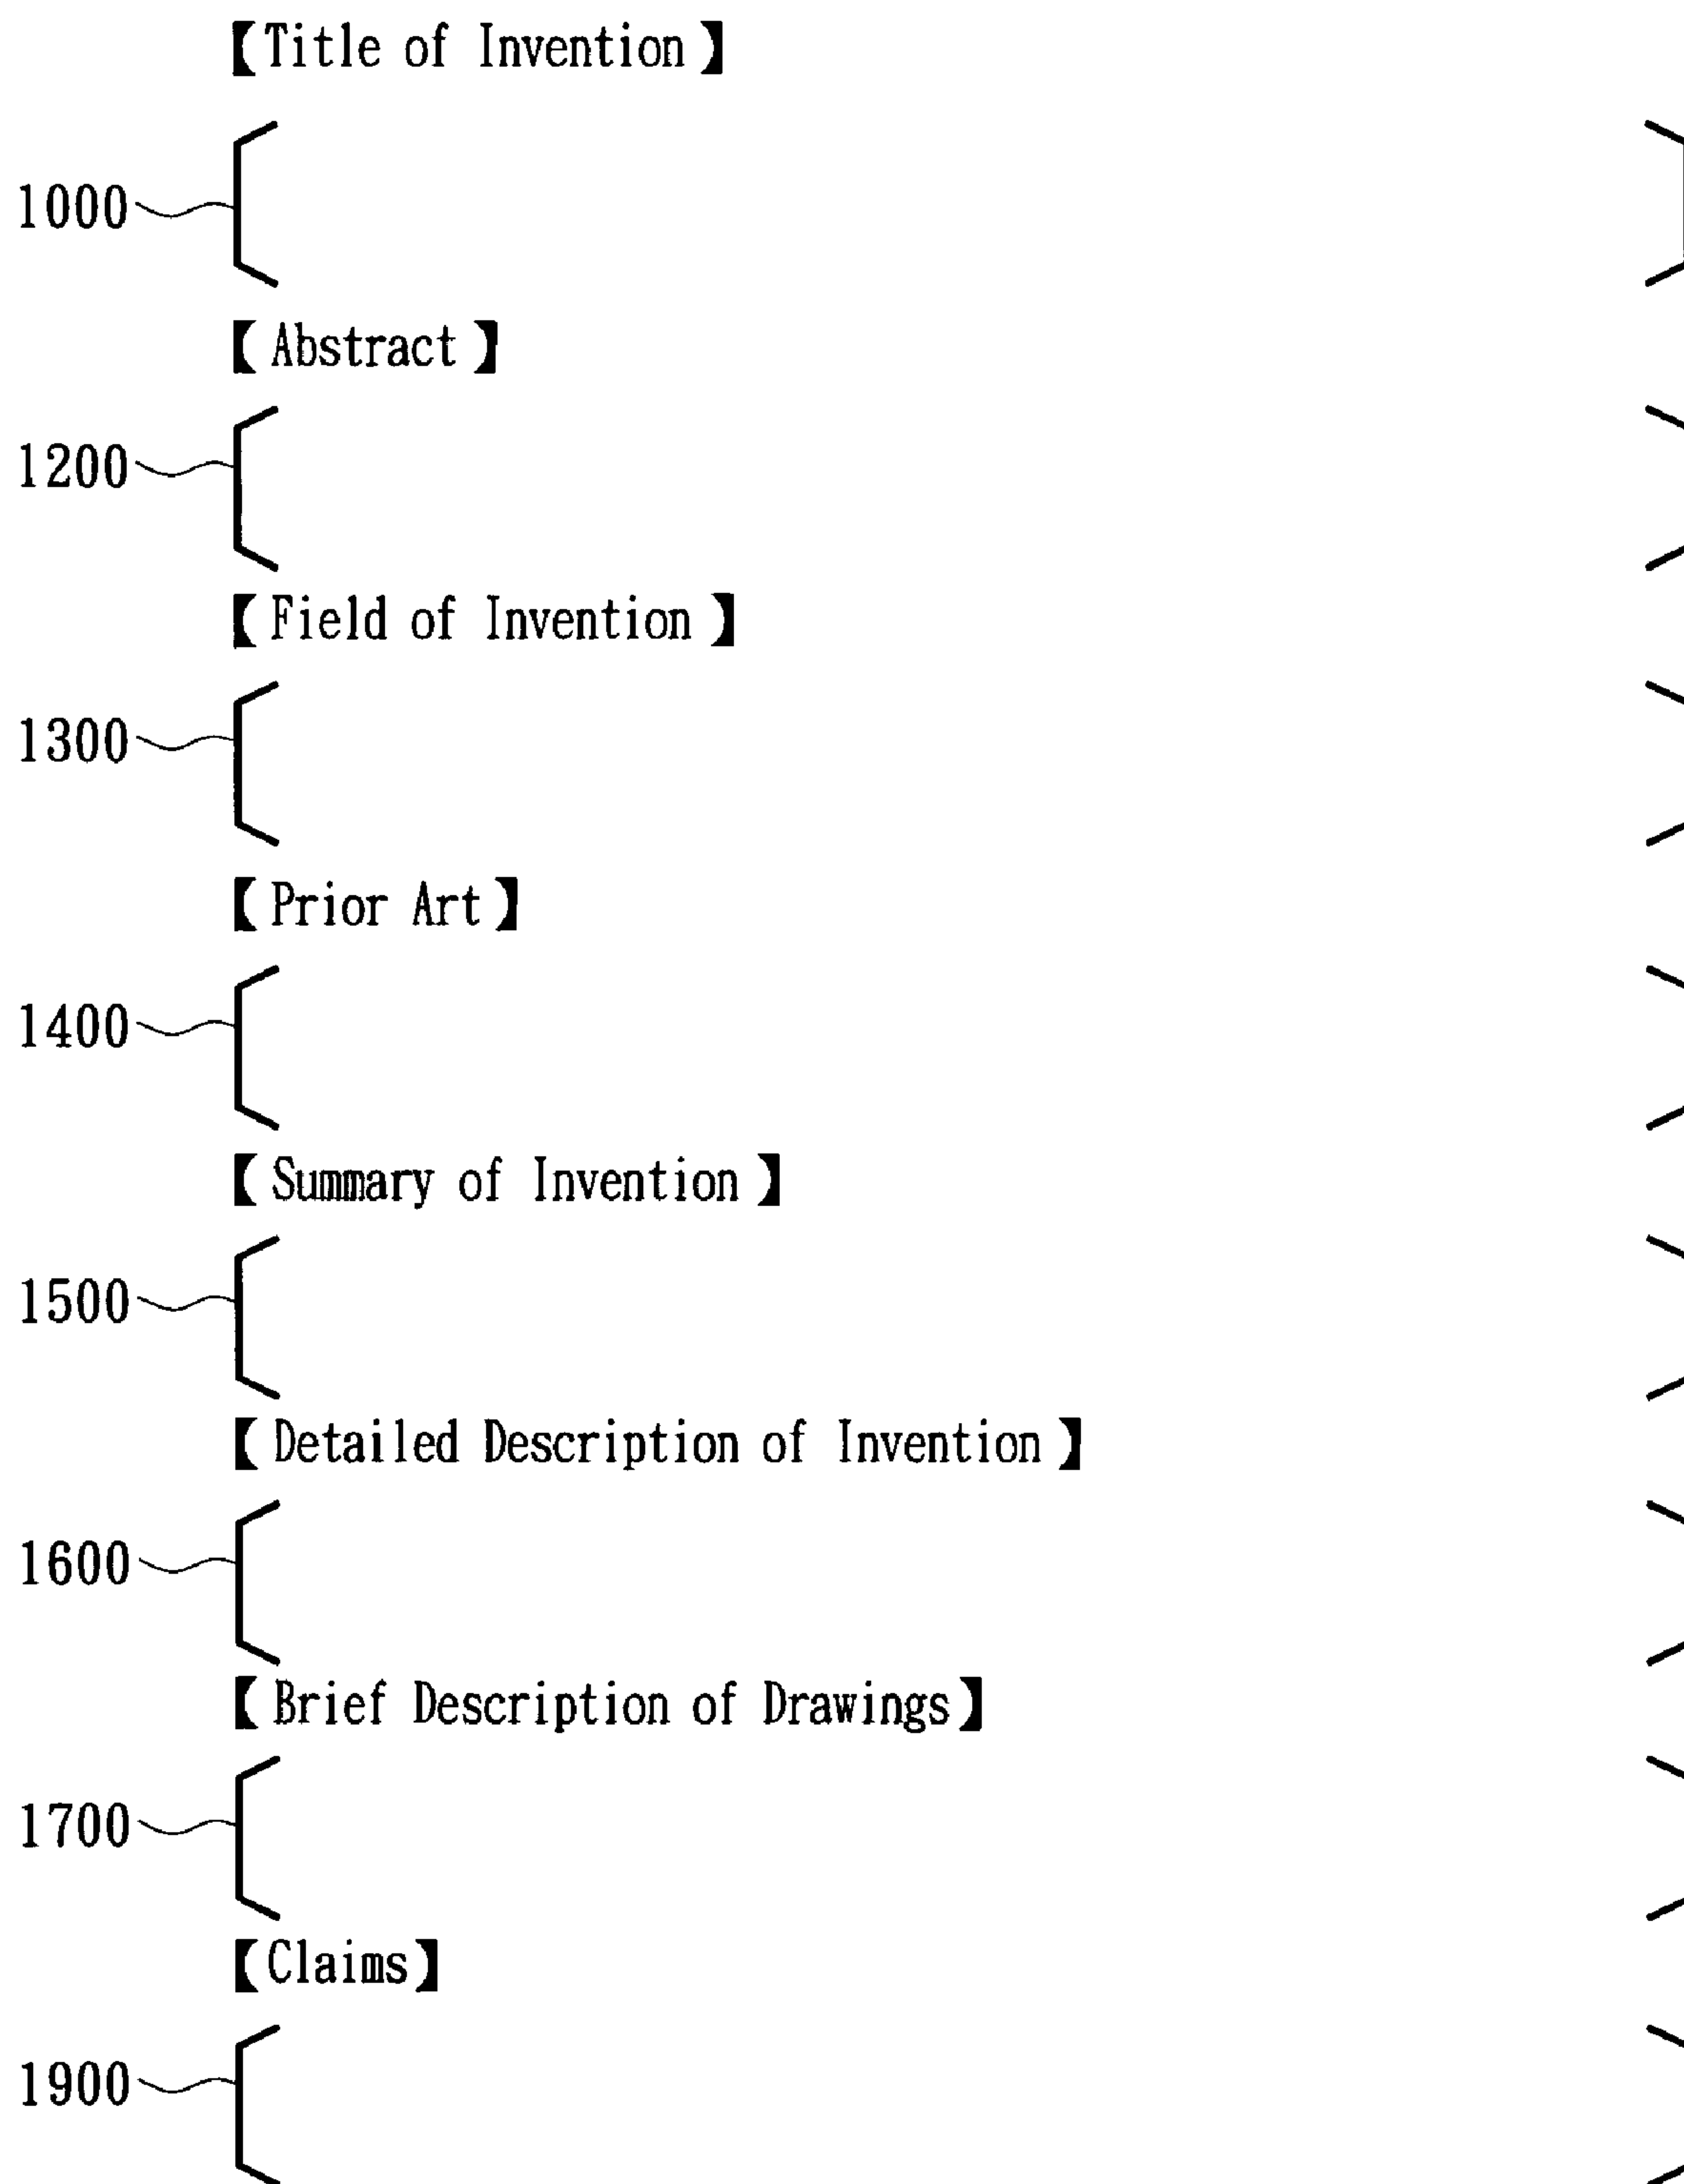 【Title of Invention】
1000
【Abstract】
1200
【Field of Invention】
1300
【Prior Art】
1400
【Summary of Invention】
1500
【Detailed Description of Invention】
1600
【Brief Description of Drawings】
1700
【Claims】
1900